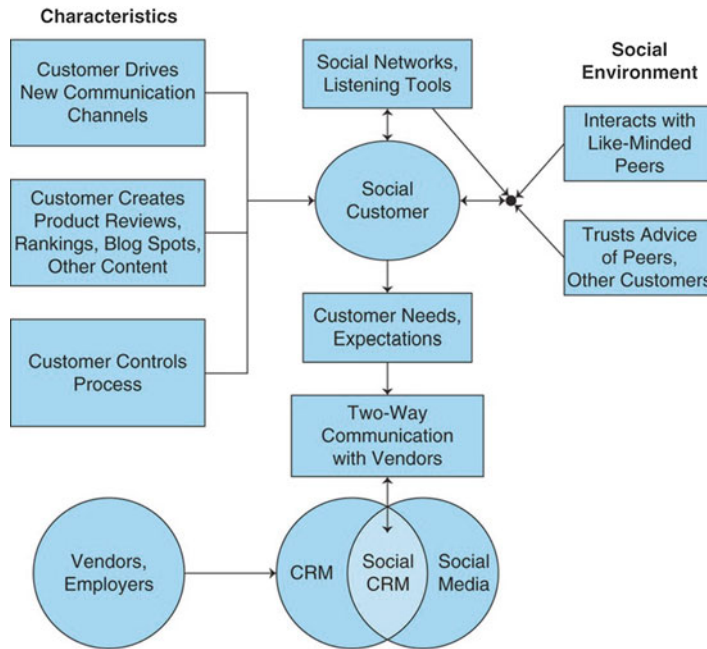 Characteristics
Customer Drives
New Communication
Channels
Customer Creates
Product Reviews,
Rankings, Blog Spots,
Other Content
Customer Controls
Process
Social Networks,
Listening Tools
Social
Customer
Customer Needs,
Expectations
Two-Way
Communication
with Vendors
Social
Environment
Interacts with
Like-Minded
Peers
Trusts Advice
of Peers,
Other Customers
Vendors,
Employers
CRM
Social
CRM
Social
Media